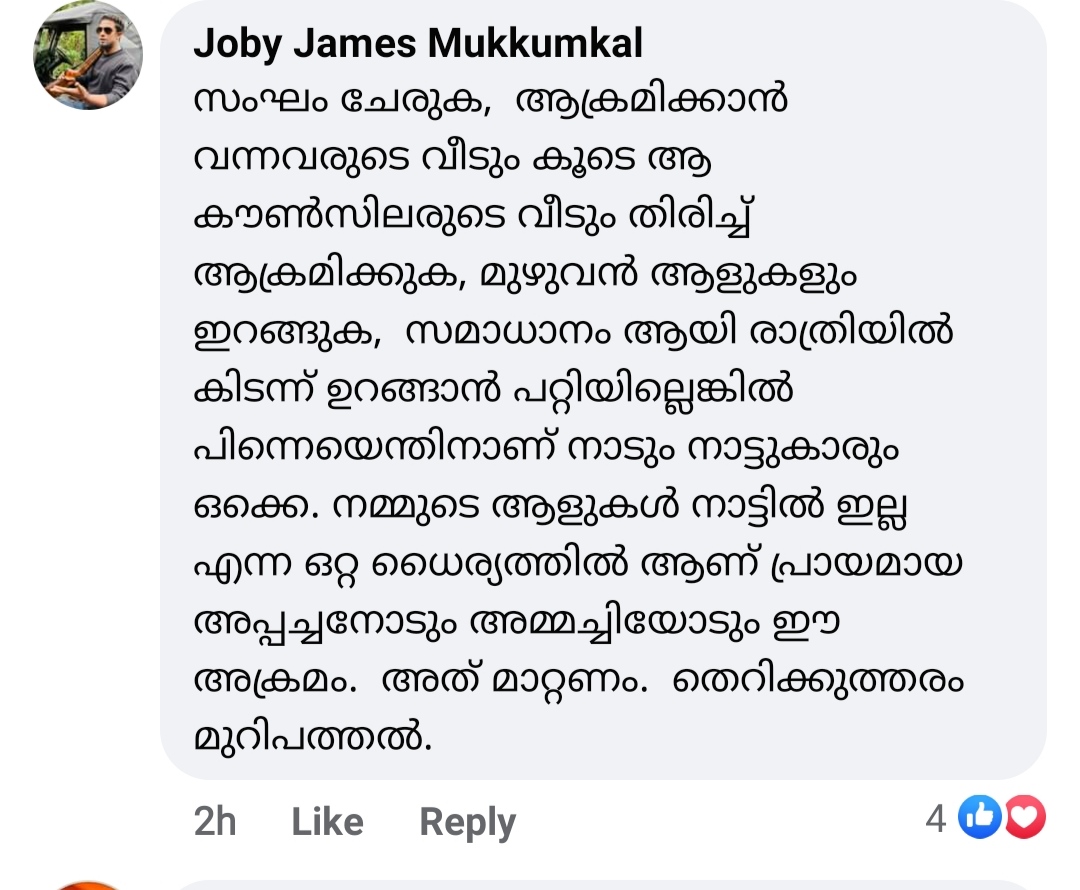 Joby James Mukkumkal
സംഘം ചേരുക, ആക്രമിക്കാൻ
വന്നവരുടെ വീടും കൂടെ ആ
കൗൺസിലരുടെ വീടും തിരിച്ച്
ആക്രമിക്കുക, മുഴുവൻ ആളുകളും
ഇറങ്ങുക, സമാധാനം ആയി രാത്രിയിൽ
കിടന്ന് ഉറങ്ങാൻ പറ്റിയില്ലെങ്കിൽ
പിന്നെയെന്തിനാണ് നാടും നാട്ടുകാരും
ഒക്കെ. നമ്മുടെ ആളുകൾ നാട്ടിൽ ഇല്ല
എന്ന ഒറ്റ ധൈര്യത്തിൽ ആണ് പ്രായമായ
അപ്പച്ചനോടും അമ്മച്ചിയോടും ഈ
അക്രമം. അത് മാറ്റണം. തെറിക്കുത്തരം
മുറിപത്തൽ.
2h Like Reply 4